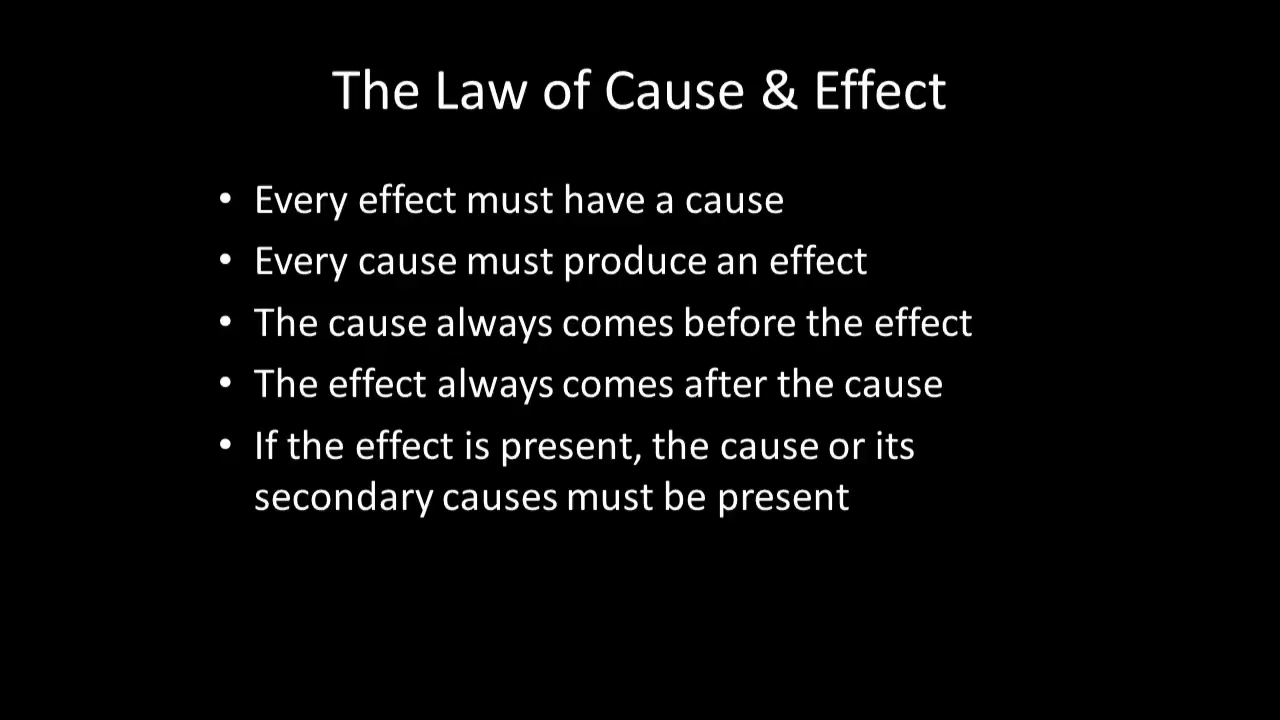 The Law of Cause & Effect
• Every effect must have a cause
• Every cause must produce an effect
• The cause always comes before the effect
• The effect always comes after the cause
• If the effect is present, the cause or its
secondary causes must be present